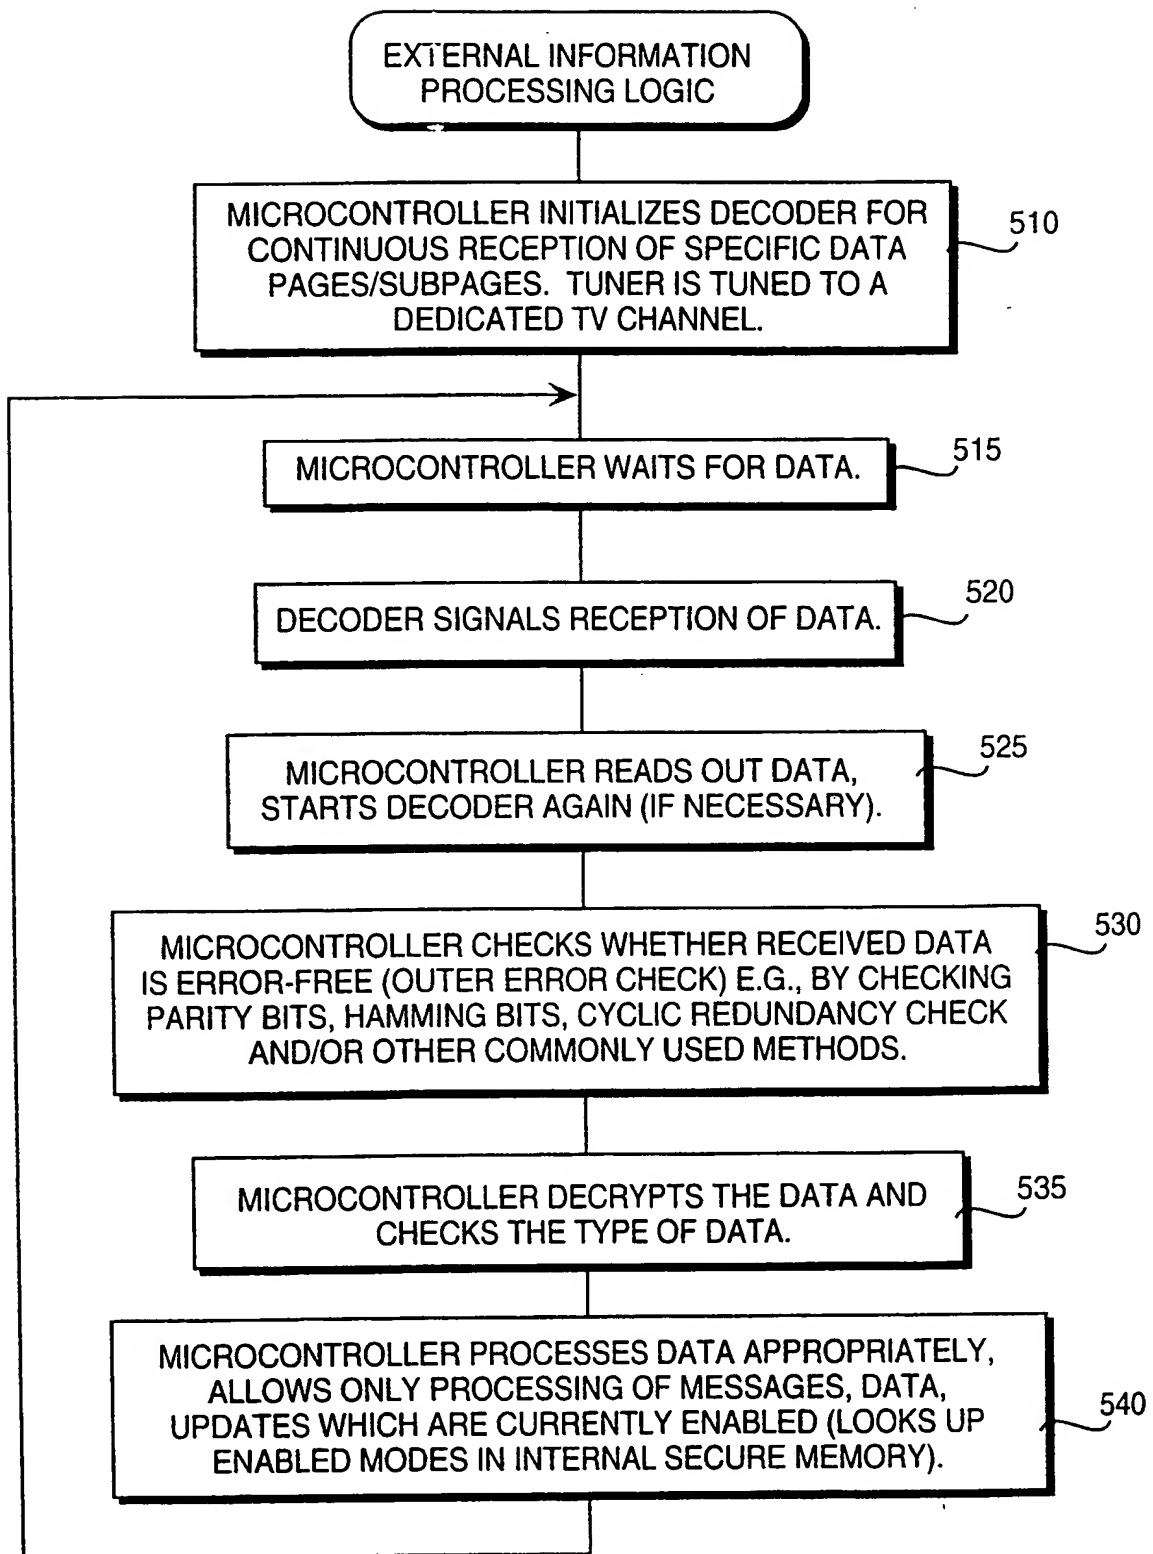 EXTERNAL INFORMATION
PROCESSING LOGIC
MICROCONTROLLER INITIALIZES DECODER FOR
CONTINUOUS RECEPTION OF SPECIFIC DATA
PAGES/SUBPAGES. TUNER IS TUNED TO A
DEDICATED TV CHANNEL.
510
MICROCONTROLLER WAITS FOR DATA.
515
DECODER SIGNALS RECEPTION OF DATA.
520
MICROCONTROLLER READS OUT DATA,
STARTS DECODER AGAIN (IF NECESSARY).
525
MICROCONTROLLER CHECKS WHETHER RECEIVED DATA
IS ERROR-FREE (OUTER ERROR CHECK) E.G., BY CHECKING
PARITY BITS, HAMMING BITS, CYCLIC REDUNDANCY CHECK
AND/OR OTHER COMMONLY USED METHODS.
530
MICROCONTROLLER DECRYPTS THE DATA AND
CHECKS THE TYPE OF DATA.
535
MICROCONTROLLER PROCESSES DATA APPROPRIATELY,
ALLOWS ONLY PROCESSING OF MESSAGES, DATA,
UPDATES WHICH ARE CURRENTLY ENABLED (LOOKS UP
ENABLED MODES IN INTERNAL SECURE MEMORY).
540